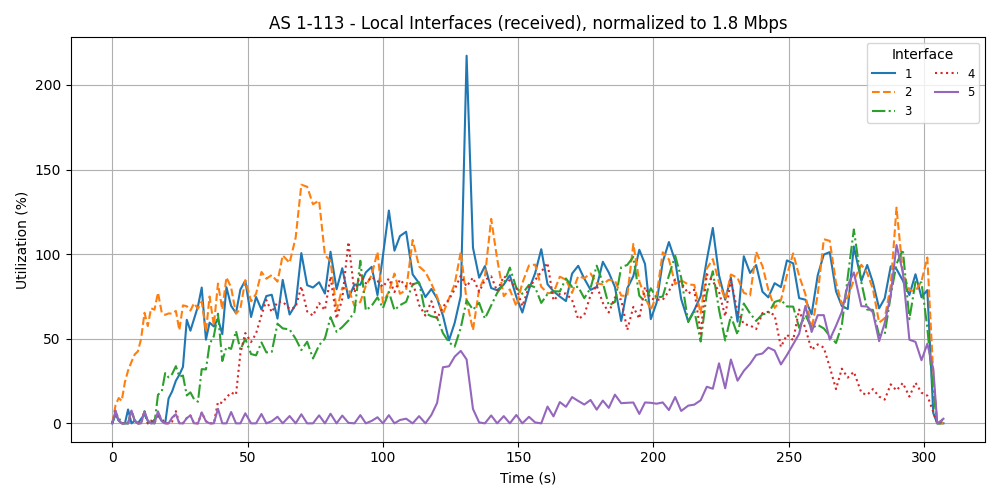 AS 1-113 - Local Interfaces (received), normalized to 1.8 Mbps
Interface
1 4
2 5
3
Utilization (%)
200
150
100
50
0
0 50 100 150 200 250 300
Time (s)